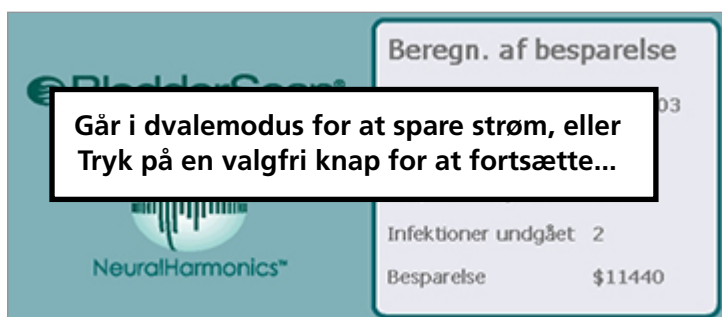 Beregn. af besparelse
03
Går i dvalemodus for at spare strøm, eller
Tryk på en valgfri knap for at fortsætte...
Infektioner undgået 2
NeuralHarmonics™
Besparelse $11440